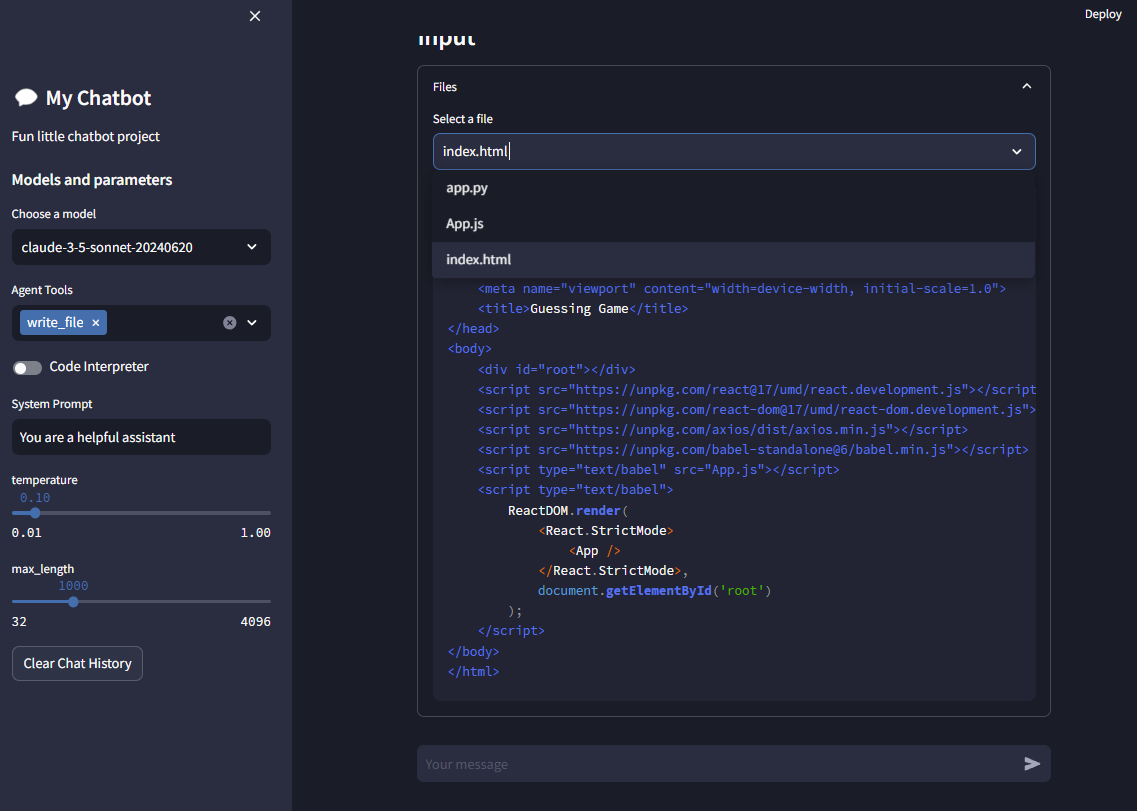 Deploy
My Chatbot
Fun little chatbot project
Models and parameters
Choose a model
claude-3-5-sonnet-20240620
Agent Tools
write_file ×
Code Interpreter
System Prompt
You are a helpful assistant
temperature
0.10
0.01 1.00
max_length
1000
32 4096
Clear Chat History
Input
Files
Select a file
index.html
app.py
App.js
index.html
<meta name="viewport" content="width=device-width, initial-scale=1.0">
<title>Guessing Game</title>
</head>
<body>
<div id="root"></div>
<script src="https://unpkg.com/react@17/umd/react.development.js"></script
<script src="https://unpkg.com/react-dom@17/umd/react-dom.development.js">
<script src="https://unpkg.com/axios/dist/axios.min.js"></script>
<script src="https://unpkg.com/babel-standalone@6/babel.min.js"></script>
<script type="text/babel" src="App.js"></script>
<script type="text/babel">
ReactDOM.render(
<React.StrictMode>
<App />
</React.StrictMode>,
document.getElementById('root')
);
</script>
</body>
</html>
Your message